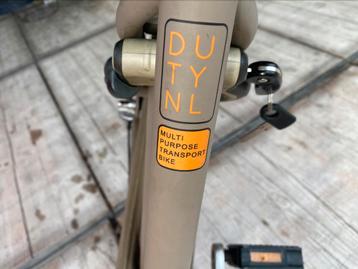 DU
TY
NL
MULTI
PURPOSE
TRANSPORT
BIKE